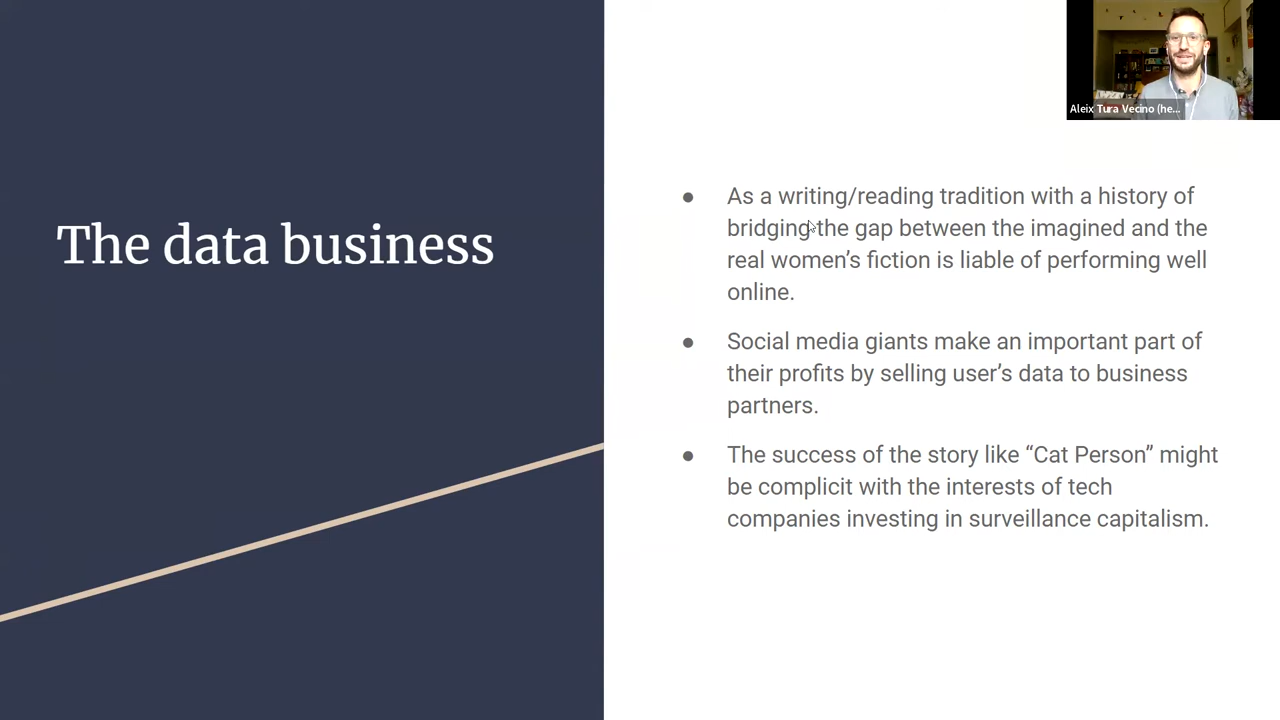 Aleix Tura Vecino (he...
The data business
● As a writing/reading tradition with a history of
bridging the gap between the imagined and the
real women's fiction is liable of performing well
online.
● Social media giants make an important part of
their profits by selling user's data to business
partners.
● The success of the story like “Cat Person” might
be complicit with the interests of tech
companies investing in surveillance capitalism.